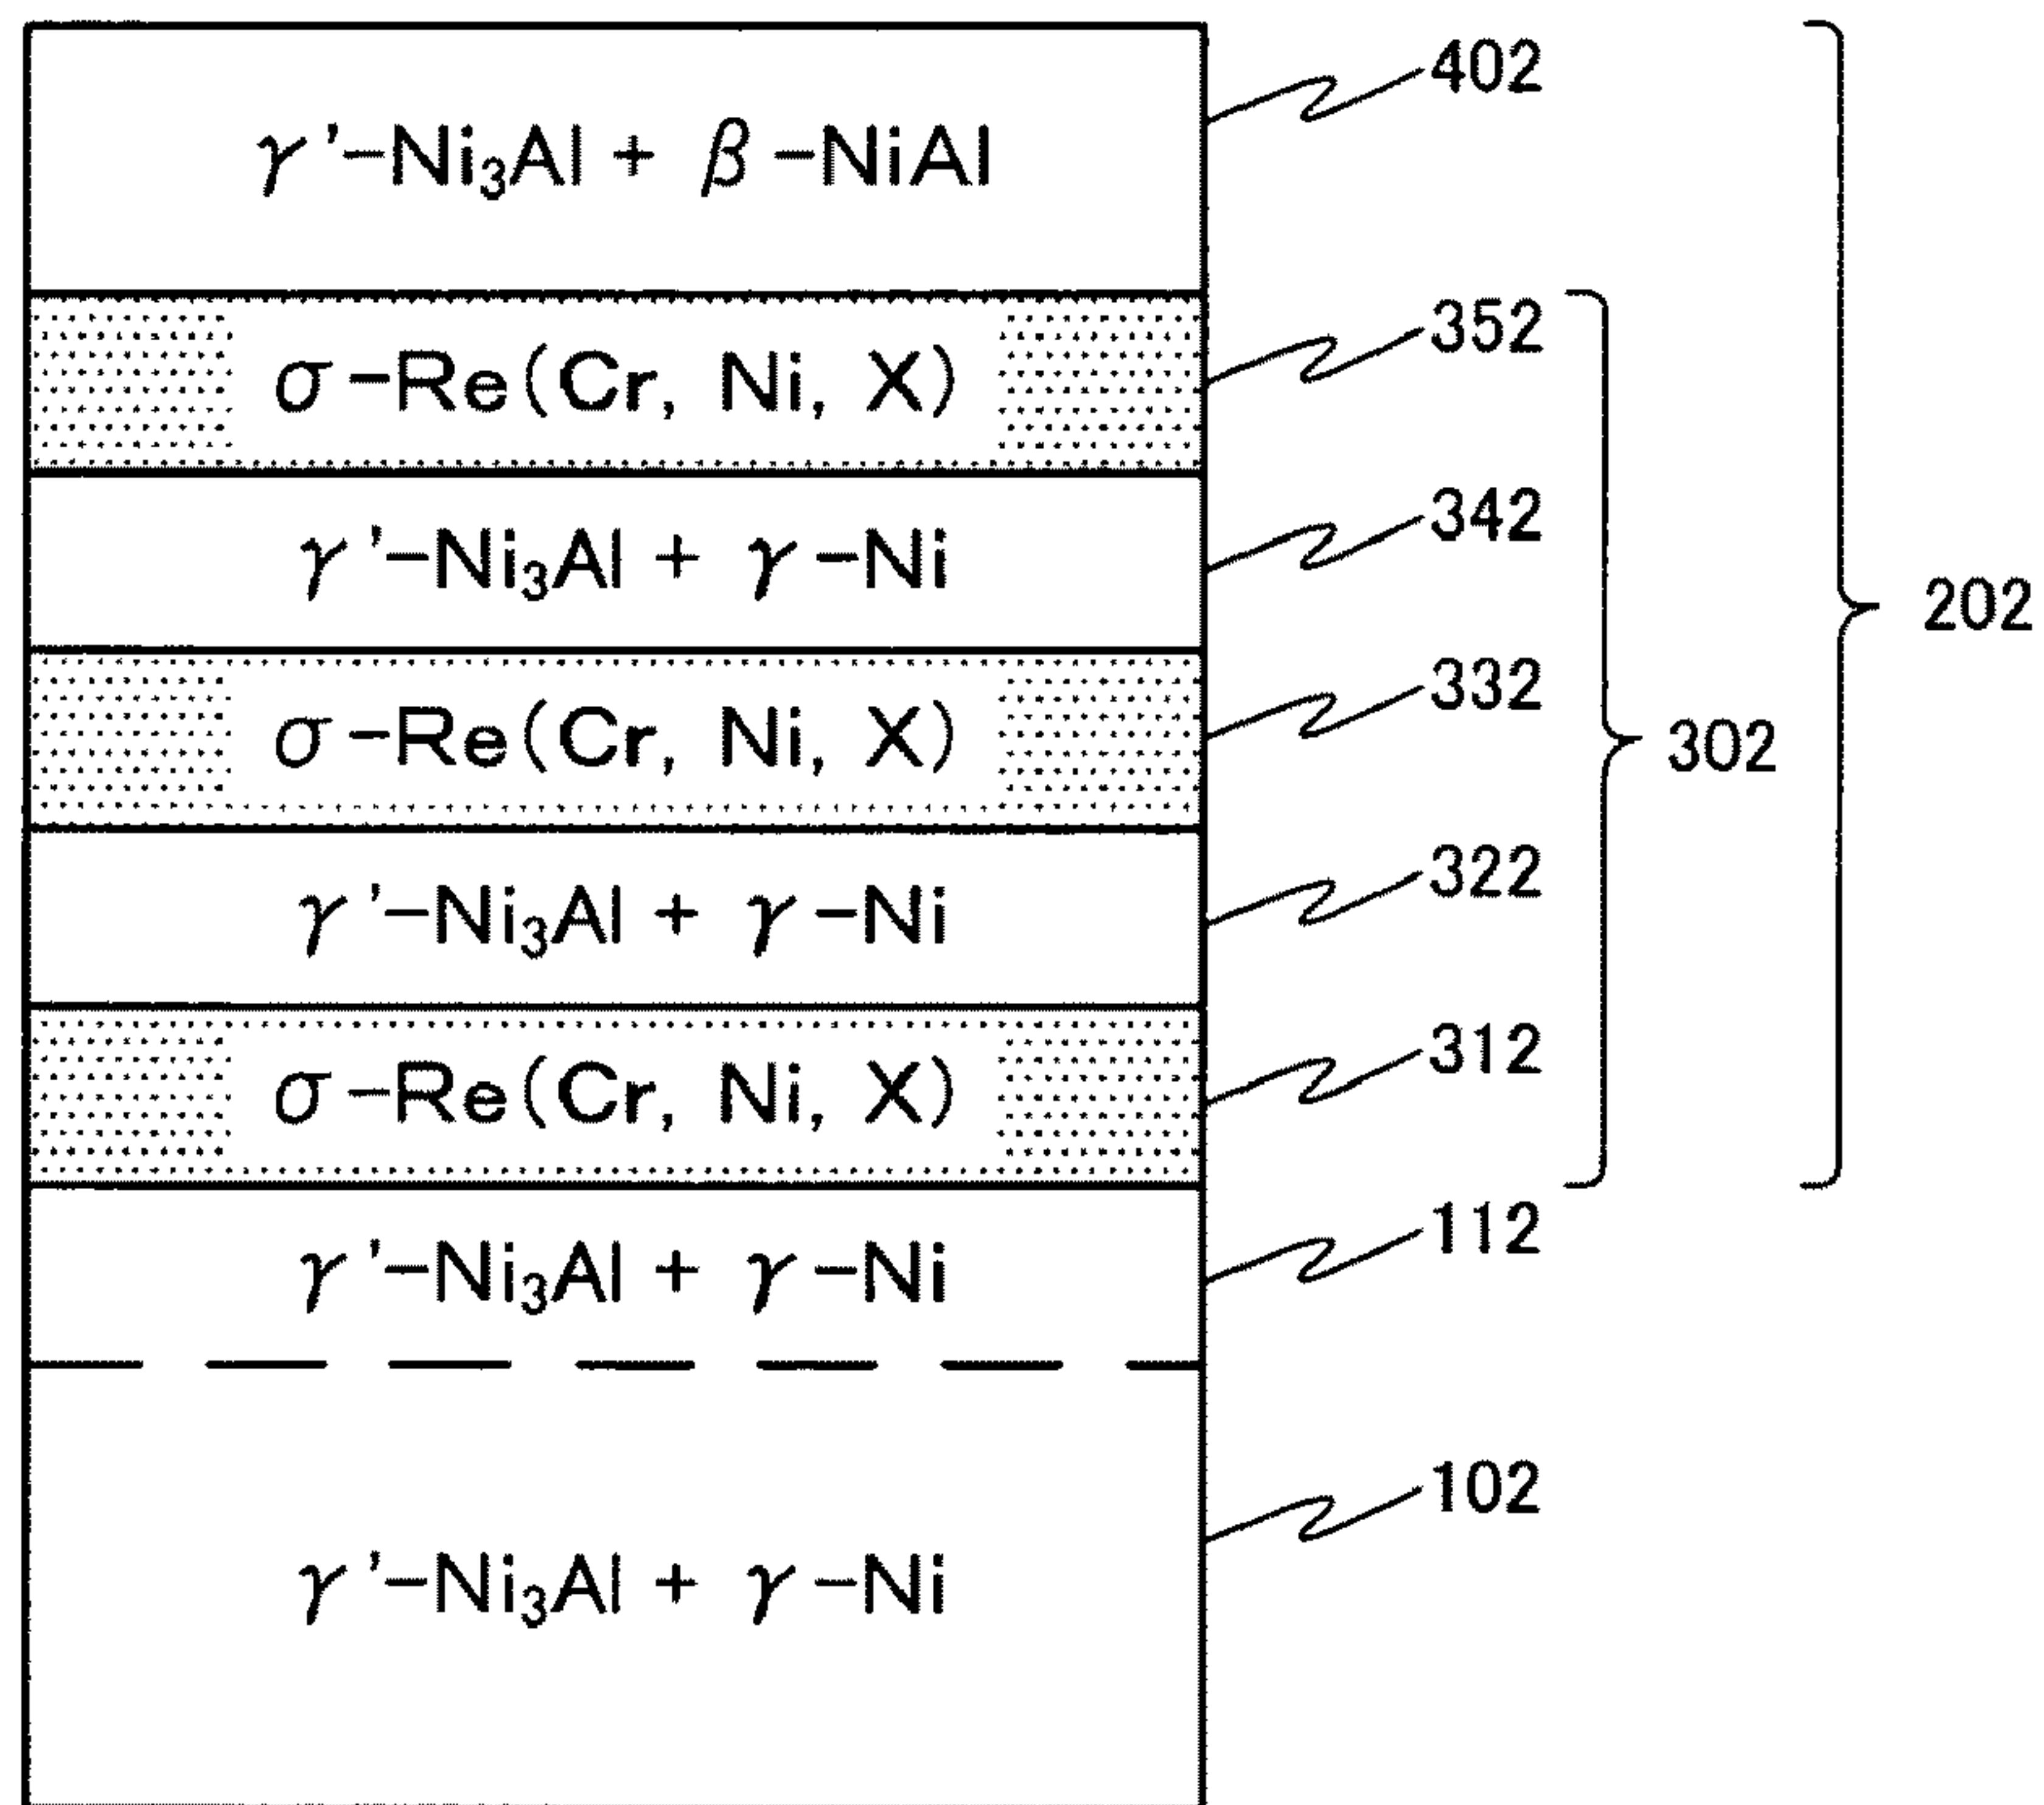 γ'-Ni₃Al + β-NiAl 402
σ-Re(Cr, Ni, X) 352
γ'-Ni₃Al + γ-Ni 342
202
σ-Re(Cr, Ni, X) 332
302
γ'-Ni₃Al + γ-Ni 322
σ-Re(Cr, Ni, X) 312
γ'-Ni₃Al + γ-Ni 112
γ'-Ni₃Al + γ-Ni 102